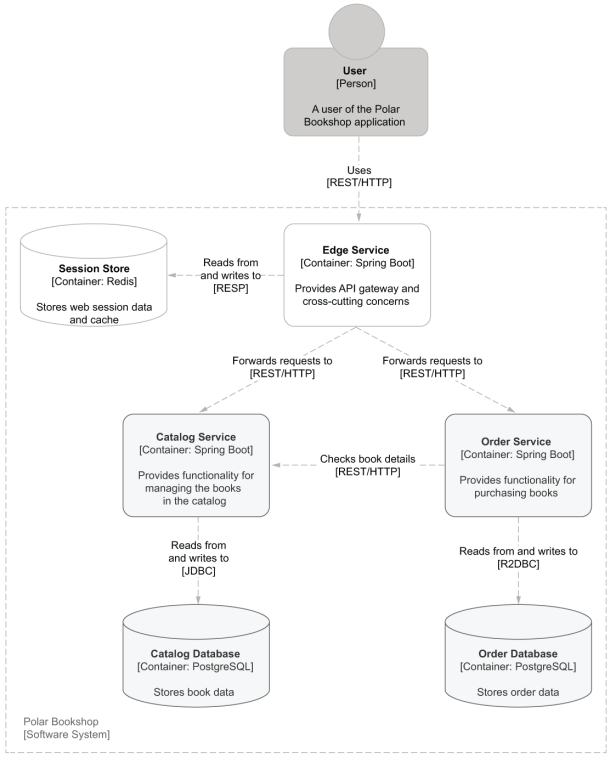 User
[Person]
A user of the Polar
Bookshop application
Uses
[REST/HTTP]
Session Store
[Container: Redis]
Stores web session data
and cache
Reads from
and writes to
[RESP]
Edge Service
[Container: Spring Boot]
Provides API gateway and
cross-cutting concerns
Forwards requests to
[REST/HTTP]
Forwards requests to
[REST/HTTP]
Catalog Service
[Container: Spring Boot]
Provides functionality for
managing the books
in the catalog
Checks book details
[REST/HTTP]
Order Service
[Container: Spring Boot]
Provides functionality for
purchasing books
Reads from
and writes to
[JDBC]
Reads from and writes to
[R2DBC]
Catalog Database
[Container: PostgreSQL]
Stores book data
Order Database
[Container: PostgreSQL]
Stores order data
Polar Bookshop
[Software System]